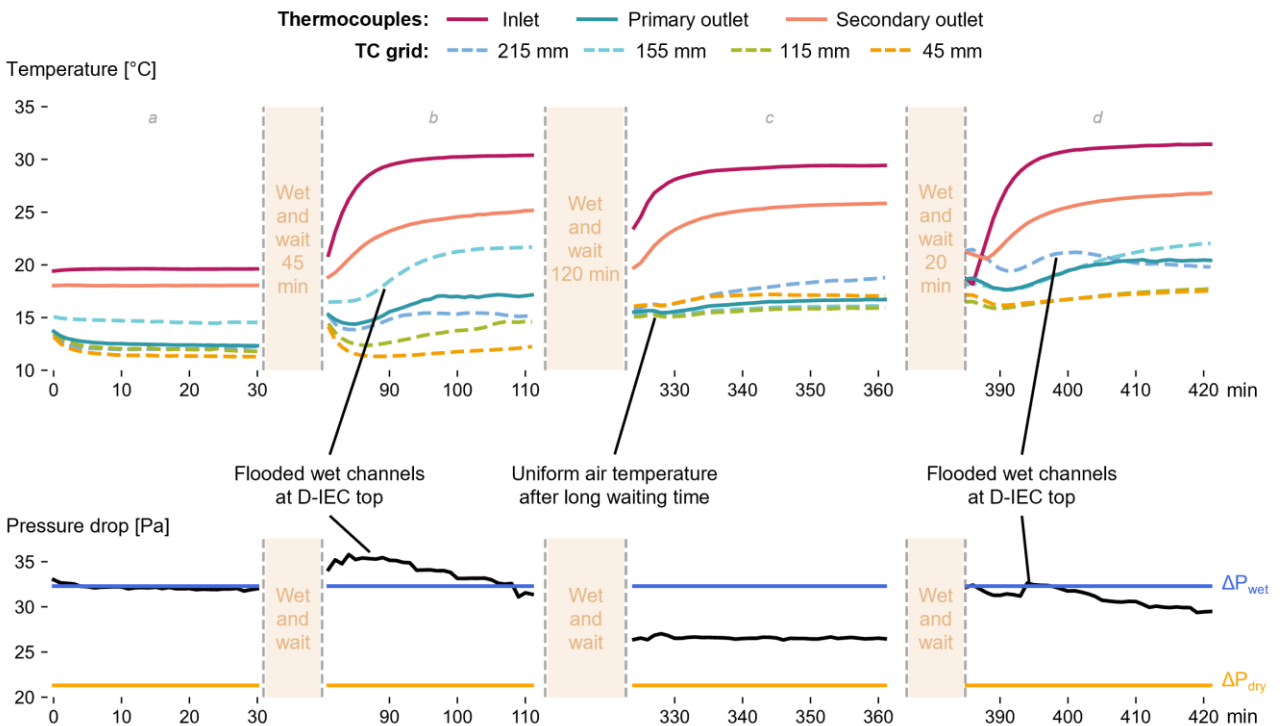 Thermocouples: Inlet Primary outlet Secondary outlet
TC grid: 215 mm 155 mm 115 mm 45 mm
Temperature [°C]
35
30
25
20
15
10
a
b
c
d
Wet
and
wait
45
min
Wet
and
wait
120 min
Wet
and
wait
20
min
0 10 20 30 90 100 110 330 340 350 360 390 400 410 420 min
Flooded wet channels
at D-IEC top
Uniform air temperature
after long waiting time
Flooded wet channels
at D-IEC top
Pressure drop [Pa]
35
30
25
20
Wet
and
wait
Wet
and
wait
Wet
and
wait
ΔPwet
ΔPdry
0 10 20 30 90 100 110 330 340 350 360 390 400 410 420 min